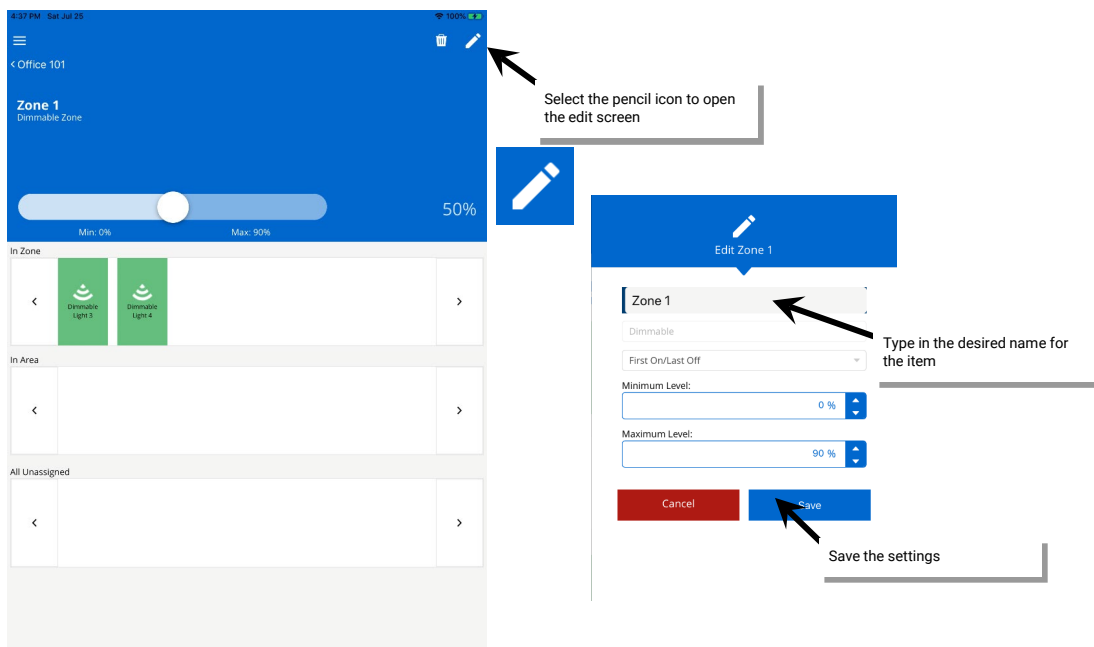 4:37 PM Sat Jul 25
100%
< Office 101
Zone 1
Dimmable Zone
50%
Min: 0%
Max: 90%
In Zone
Dimmable
Light 3
Dimmable
Light 4
In Area
All Unassigned
Select the pencil icon to open
the edit screen
Edit Zone 1
Zone 1
Dimmable
First On/Last Off
Minimum Level:
0 %
Maximum Level:
90 %
Cancel
Save
Type in the desired name for
the item
Save the settings